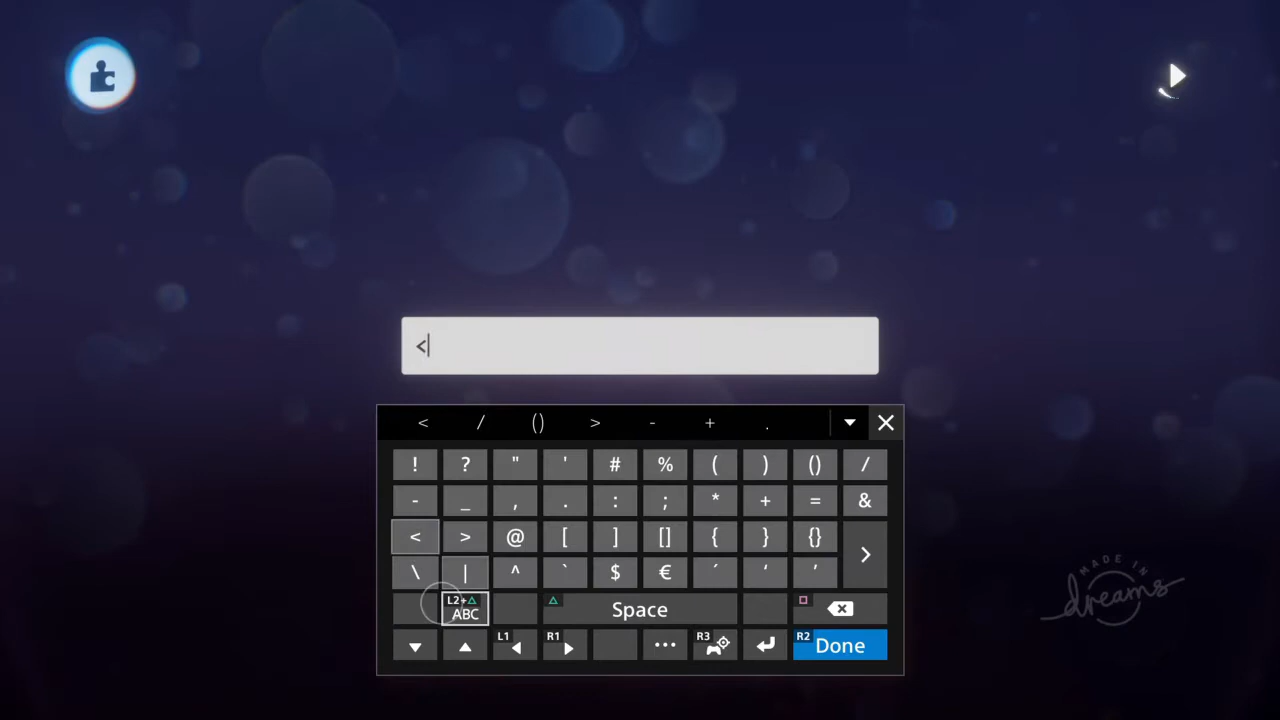 <
< / () > - + .
! ? " ' # % ( ) () /
- _ , . : ; * + = &
< > @ [ ] [] { } {} >
\ | ^ ` $ € ´ ‘ ’
L2+△ ABC △ Space □
L1 R1 ... R3 R2 Done
MADE IN
dreams